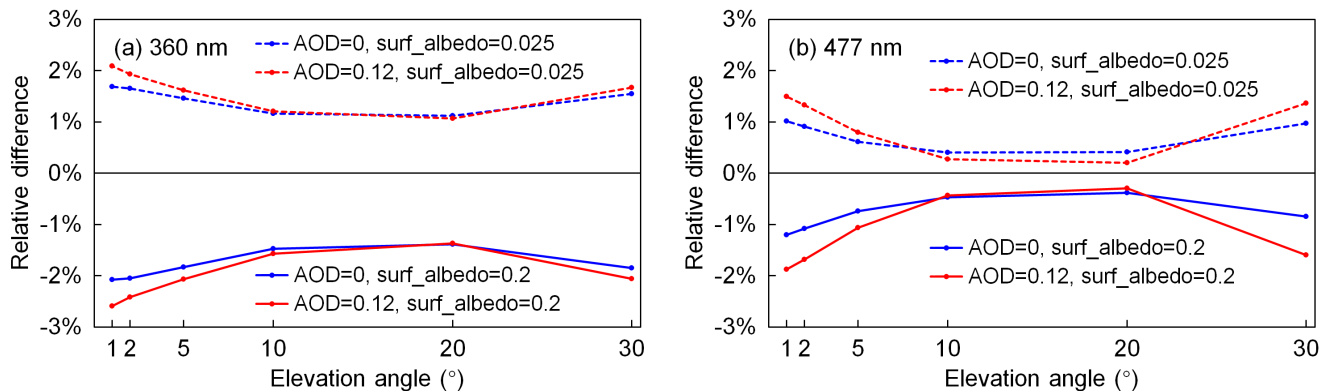 3%
2%
1%
0%
-1%
-2%
-3%
Relative difference
(a) 360 nm
AOD=0, surf_albedo=0.025
AOD=0.12, surf_albedo=0.025
AOD=0, surf_albedo=0.2
AOD=0.12, surf_albedo=0.2
1 2 5 10 20 30
Elevation angle (°)
3%
2%
1%
0%
-1%
-2%
-3%
Relative difference
(b) 477 nm
AOD=0, surf_albedo=0.025
AOD=0.12, surf_albedo=0.025
AOD=0, surf_albedo=0.2
AOD=0.12, surf_albedo=0.2
1 2 5 10 20 30
Elevation angle (°)